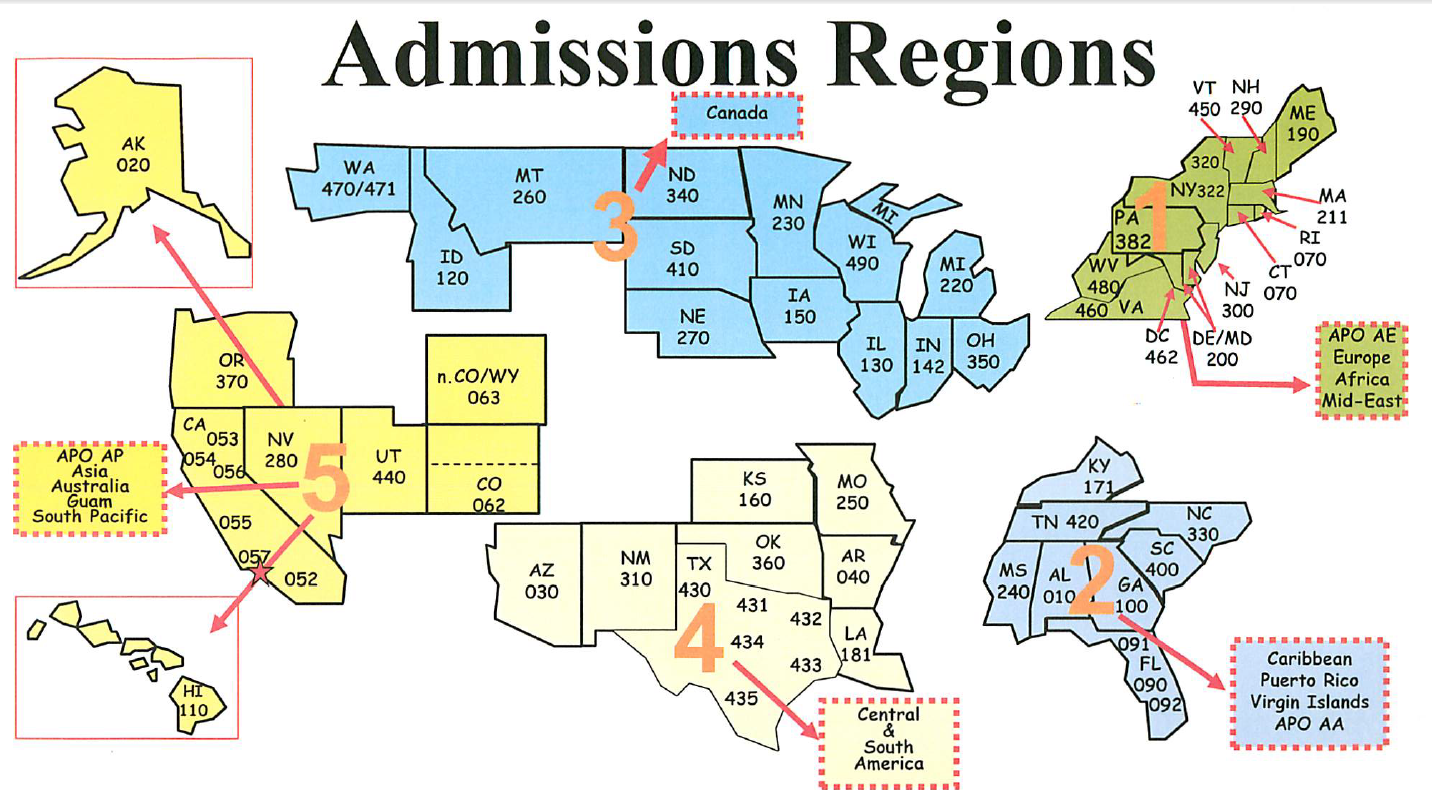 Admissions Regions
AK
020
Canada
WA
470/471
MT
260
ND
340
MN
230
MI
WI
490
MI
220
ID
120
SD
410
NE
270
IA
150
IL
130
IN
142
OH
350
3
VT
450
NH
290
ME
190
320
NY322
1
PA
382
MA
211
RI
070
CT
070
NJ
300
WV
480
460 VA
DC
462
DE/MD
200
APO AE
Europe
Africa
Mid-East
OR
370
n.CO/WY
063
CA
053
054
056
NV
280
5
UT
440
CO
062
055
057
052
APO AP
Asia
Australia
Guam
South Pacific
HI
110
KS
160
MO
250
AZ
030
NM
310
TX
430
OK
360
AR
040
431
432
434
433
435
LA
181
4
Central
&
South
America
KY
171
TN 420
NC
330
SC
400
MS
240
AL
010
GA
100
2
091
FL
090
092
Caribbean
Puerto Rico
Virgin Islands
APO AA